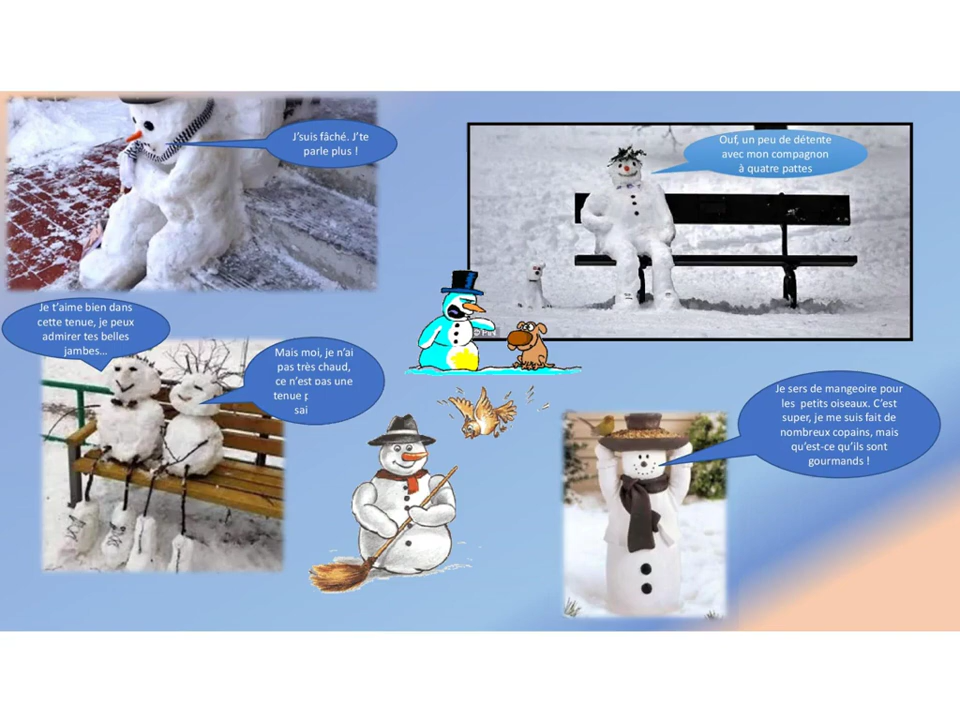 J'suis fâché. J'te
parle plus !
Ouf, un peu de détente
avec mon compagnon
à quatre pattes
Je t'aime bien dans
cette tenue, je peux
admirer tes belles
jambes...
Mais moi, je n'ai
pas très chaud,
ce n'est pas une
tenue
Je sers de mangeoire pour
les petits oiseaux. C'est
super, je me suis fait de
nombreux copains, mais
qu'est-ce qu'ils sont
gourmands !